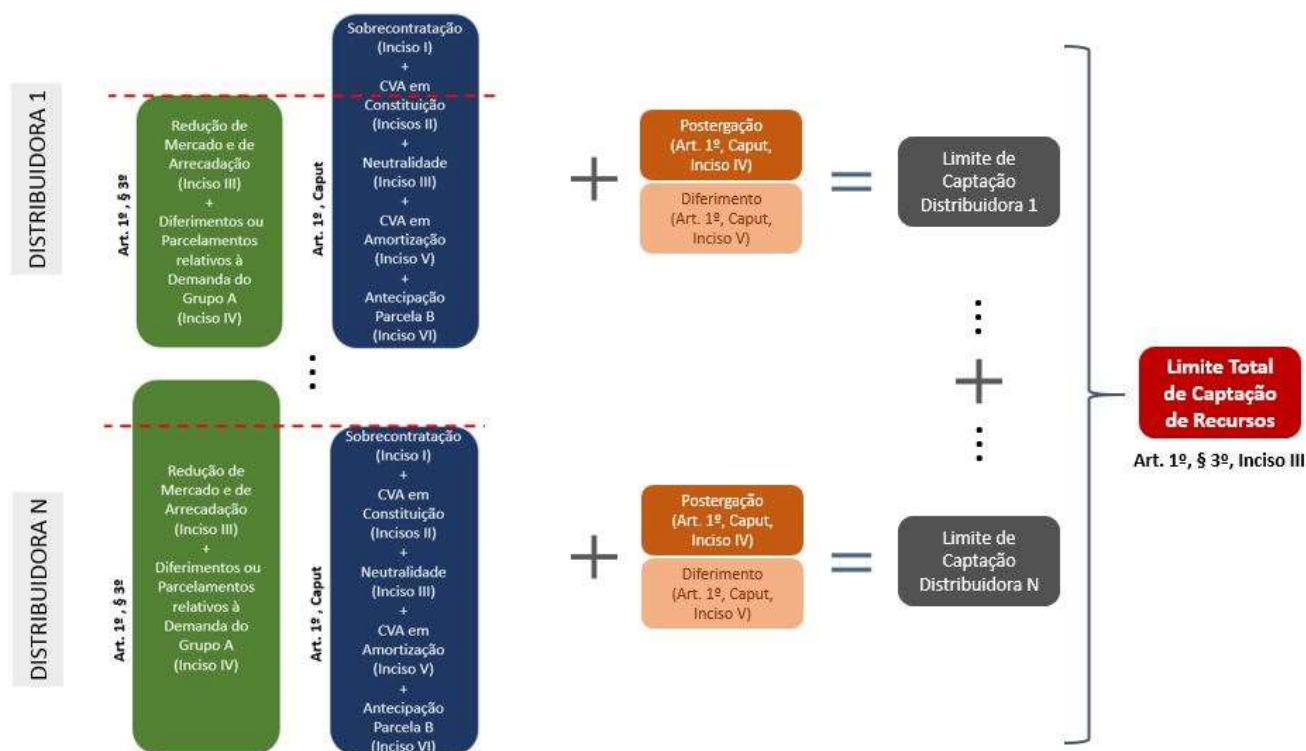 DISTRIBUIDORA 1
Art. 1º, § 3º
Redução de
Mercado e de
Arrecadação
(Inciso III)
+
Diferimentos ou
Parcelamentos
relativos à
Demanda do
Grupo A
(Inciso IV)
Art. 1º, Caput
Sobrecontratação
(Inciso I)
+
CVA em
Constituição
(Incisos II)
+
Neutralidade
(Inciso III)
+
CVA em
Amortização
(Inciso V)
+
Antecipação
Parcela B
(Inciso VI)
+
Postergação
(Art. 1º, Caput,
Inciso IV)
Diferimento
(Art. 1º, Caput,
Inciso V)
=
Limite de
Captação
Distribuidora 1
...
...
+
...
DISTRIBUIDORA N
Art. 1º, § 3º
Redução de
Mercado e de
Arrecadação
(Inciso III)
+
Diferimentos ou
Parcelamentos
relativos à
Demanda do
Grupo A
(Inciso IV)
Art. 1º, Caput
Sobrecontratação
(Inciso I)
+
CVA em
Constituição
(Incisos II)
+
Neutralidade
(Inciso III)
+
CVA em
Amortização
(Inciso V)
+
Antecipação
Parcela B
(Inciso VI)
+
Postergação
(Art. 1º, Caput,
Inciso IV)
Diferimento
(Art. 1º, Caput,
Inciso V)
=
Limite de
Captação
Distribuidora N
Limite Total
de Captação
de Recursos
Art. 1º, § 3º, Inciso III